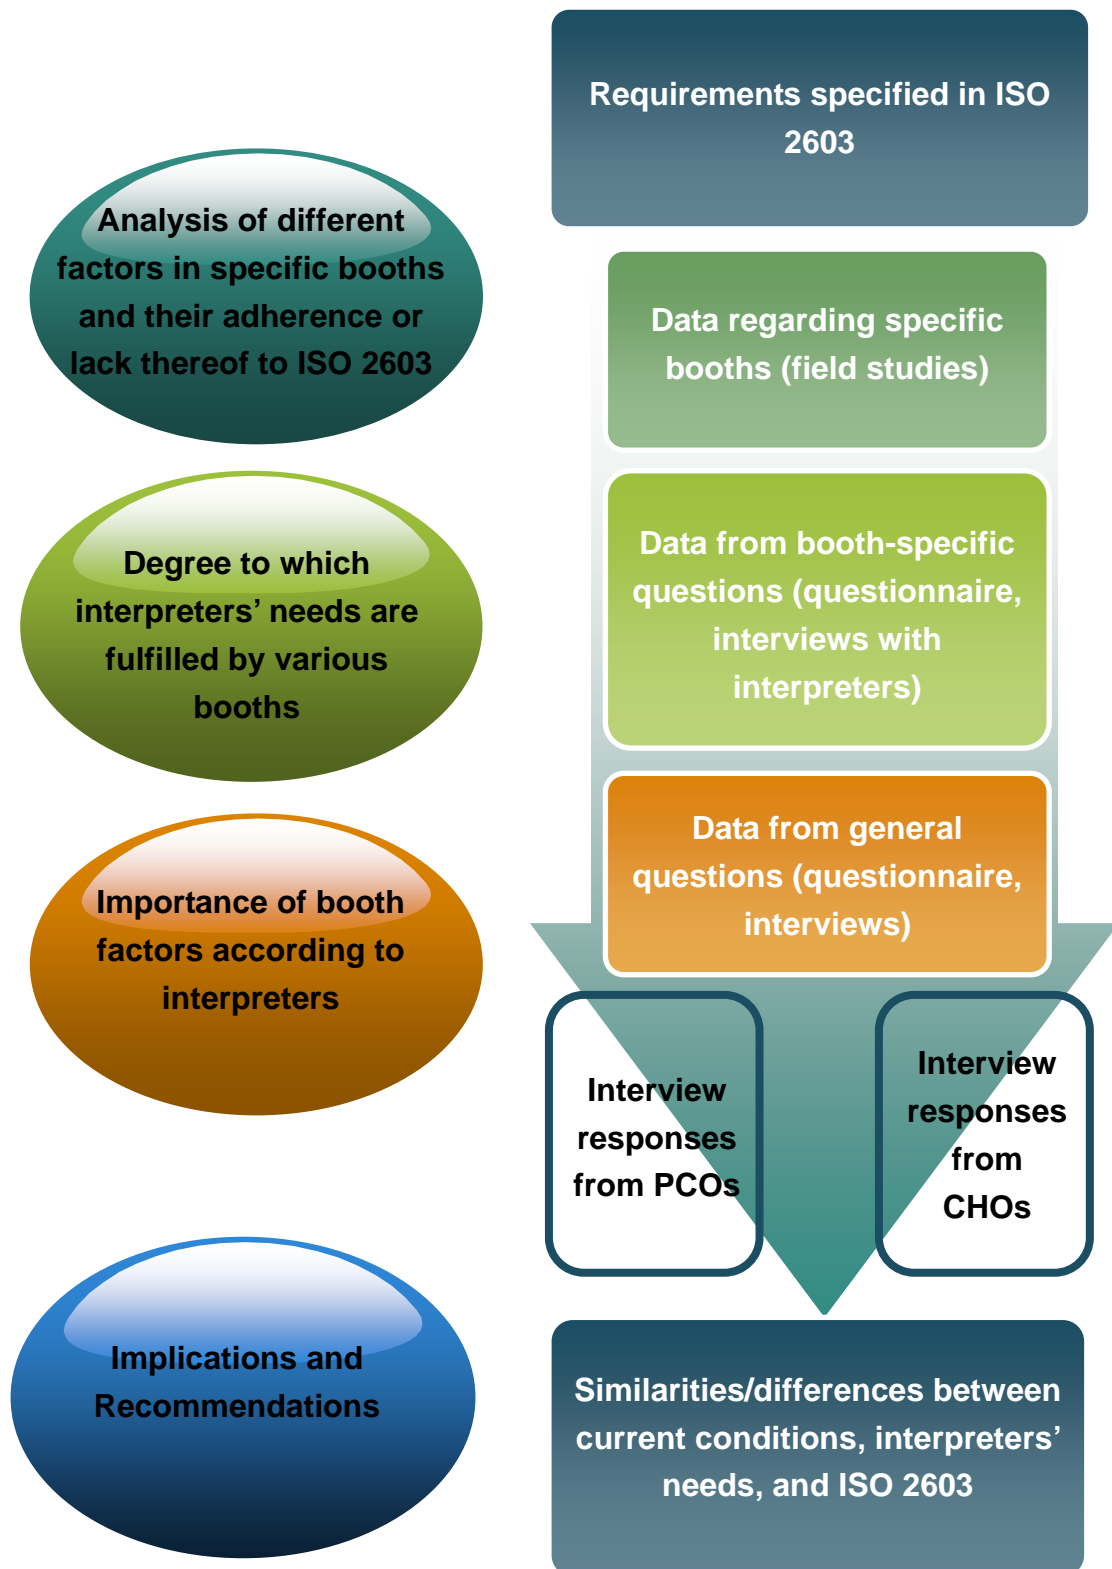 Requirements specified in ISO
2603
Analysis of different
factors in specific booths
and their adherence or
lack thereof to ISO 2603
Data regarding specific
booths (field studies)
Degree to which
interpreters’ needs are
fulfilled by various
booths
Data from booth-specific
questions (questionnaire,
interviews with
interpreters)
Importance of booth
factors according to
interpreters
Data from general
questions (questionnaire,
interviews)
Interview
responses
from PCOs
Interview
responses
from
CHOs
Implications and
Recommendations
Similarities/differences between
current conditions, interpreters’
needs, and ISO 2603